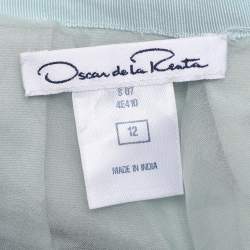 Oscar de la Renta
S 07
4E410
12
MADE IN INDIA